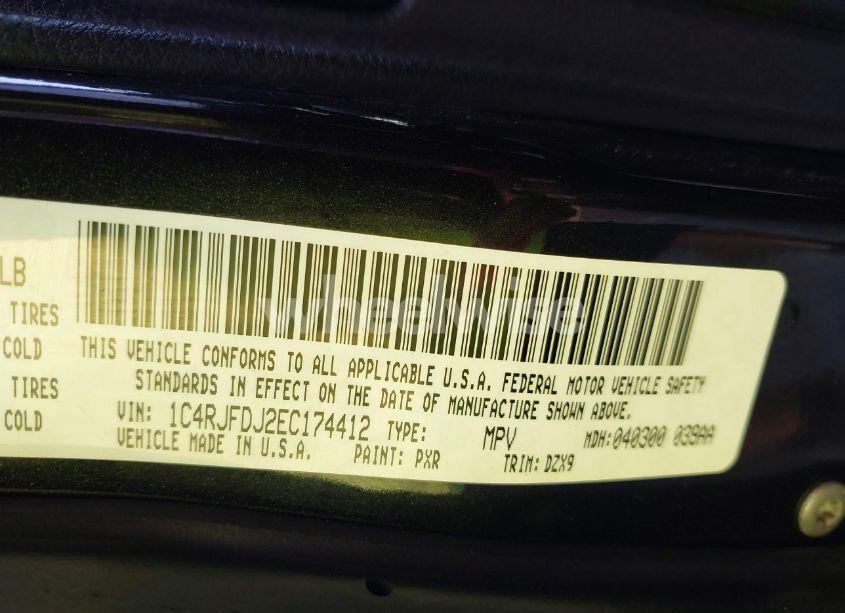 LB
TIRES
COLD
TIRES
COLD
wheelwise
THIS VEHICLE CONFORMS TO ALL APPLICABLE U.S.A. FEDERAL MOTOR VEHICLE SAFETY
STANDARDS IN EFFECT ON THE DATE OF MANUFACTURE SHOWN ABOVE.
VIN: 1C4RJFDJ2EC174412 TYPE: MPV MDH: 040300 039AA
VEHICLE MADE IN U.S.A. PAINT: PXR TRIM: DZX9